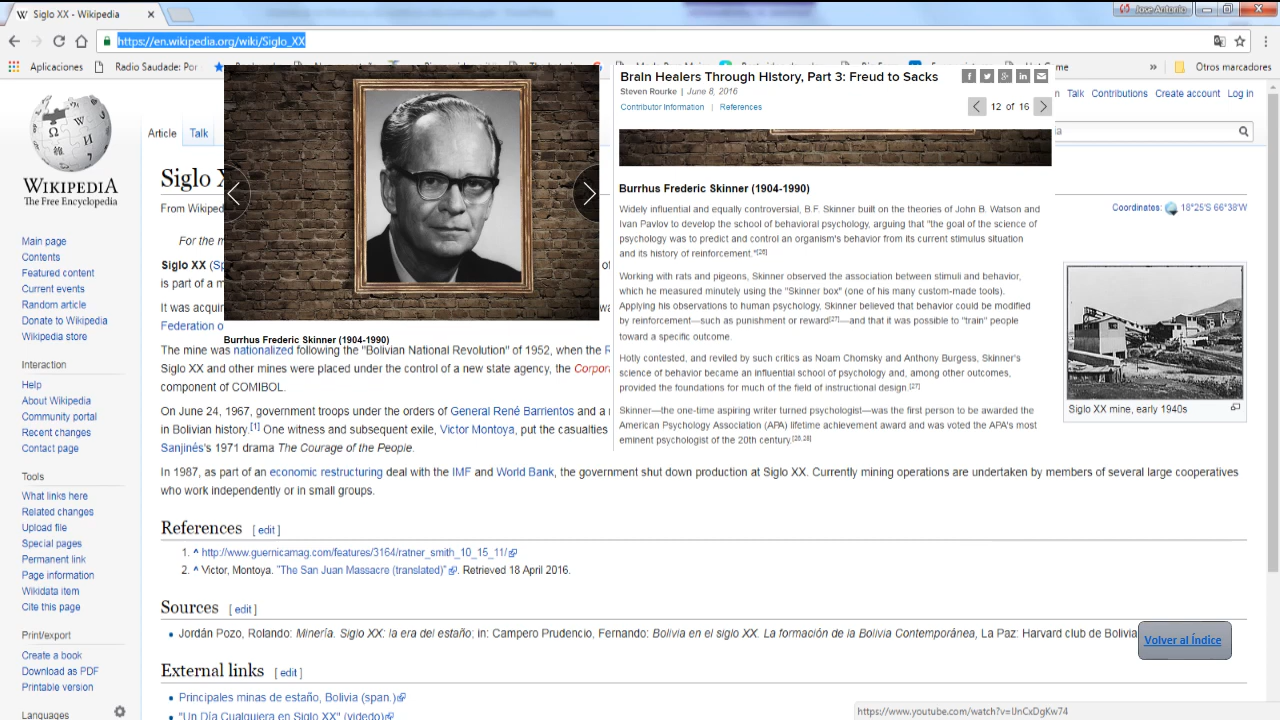 Siglo XX - Wikipedia
Jose Antonio
https://en.wikipedia.org/wiki/Siglo_XX
Aplicaciones
Radio Saudade: Por
Otros marcadores
WIKIPEDIA
The Free Encyclopedia
Main page
Contents
Featured content
Current events
Random article
Donate to Wikipedia
Wikipedia store
Interaction
Help
About Wikipedia
Community portal
Recent changes
Contact page
Tools
What links here
Related changes
Upload file
Special pages
Permanent link
Page information
Wikidata item
Cite this page
Print/export
Create a book
Download as PDF
Printable version
Languages
Article Talk
Talk Contributions Create account Log in
Siglo X
From Wikiped
Coordinates: 18°25′S 66°38′W
For the m
Siglo XX (Sp
is part of a m
It was acquir
Federation o
Burrhus Frederic Skinner (1904-1990)
The mine was nationalized following the "Bolivian National Revolution" of 1952, when the R
Siglo XX and other mines were placed under the control of a new state agency, the Corpor
component of COMIBOL.
On June 24, 1967, government troops under the orders of General René Barrientos and a
in Bolivian history.[1] One witness and subsequent exile, Victor Montoya, put the casualties
Sanjinés's 1971 drama The Courage of the People.
In 1987, as part of an economic restructuring deal with the IMF and World Bank, the government shut down production at Siglo XX. Currently mining operations are undertaken by members of several large cooperatives
who work independently or in small groups.
Brain Healers Through History, Part 3: Freud to Sacks
Steven Rourke | June 8, 2016
Contributor Information | References
12 of 16
Burrhus Frederic Skinner (1904-1990)
Widely influential and equally controversial, B.F. Skinner built on the theories of John B. Watson and
Ivan Pavlov to develop the school of behavioral psychology, arguing that "the goal of the science of
psychology was to predict and control an organism's behavior from its current stimulus situation
and its history of reinforcement."[26]
Working with rats and pigeons, Skinner observed the association between stimuli and behavior,
which he measured minutely using the "Skinner box" (one of his many custom-made tools).
Applying his observations to human psychology, Skinner believed that behavior could be modified
by reinforcement—such as punishment or reward[27]—and that it was possible to "train" people
toward a specific outcome.
Hotly contested, and reviled by such critics as Noam Chomsky and Anthony Burgess, Skinner's
science of behavior became an influential school of psychology and, among other outcomes,
provided the foundations for much of the field of instructional design.[27]
Skinner—the one-time aspiring writer turned psychologist—was the first person to be awarded the
American Psychology Association (APA) lifetime achievement award and was voted the APA's most
eminent psychologist of the 20th century.[26,28]
Siglo XX mine, early 1940s
References [ edit ]
1. ^ http://www.guernicamag.com/features/3164/ratner_smith_10_15_11/
2. ^ Victor, Montoya. "The San Juan Massacre (translated)". Retrieved 18 April 2016.
Sources [ edit ]
Jordán Pozo, Rolando: Minería. Siglo XX: la era del estaño; in: Campero Prudencio, Fernando: Bolivia en el siglo XX. La formación de la Bolivia Contemporánea, La Paz: Harvard club de Bolivia
Volver al Índice
External links [ edit ]
Principales minas de estaño, Bolivia (span.)
"Un Día Cualquiera en Siglo XX" (videdo)
https://www.youtube.com/watch?v=UnCxDgKw74